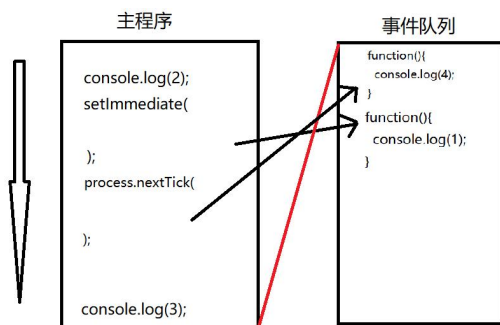 主程序
console.log(2);
setImmediate(
);
process.nextTick(
);
console.log(3);
事件队列
function(){
console.log(4);
}
function(){
console.log(1);
}